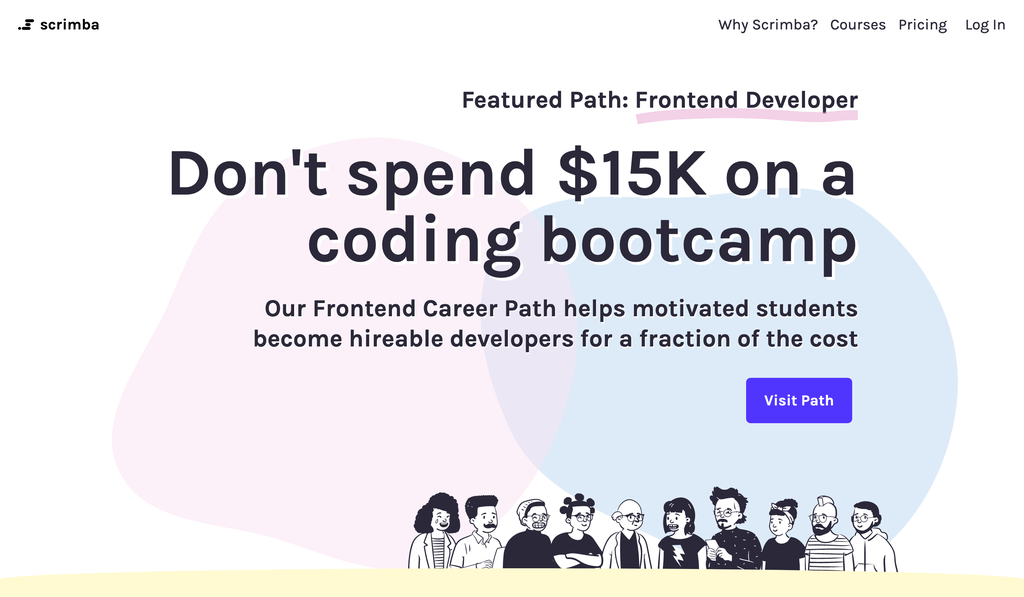 scrimba
Why Scrimba? Courses Pricing Log In
Featured Path: Frontend Developer
Don't spend $15K on a
coding bootcamp
Our Frontend Career Path helps motivated students
become hireable developers for a fraction of the cost
Visit Path